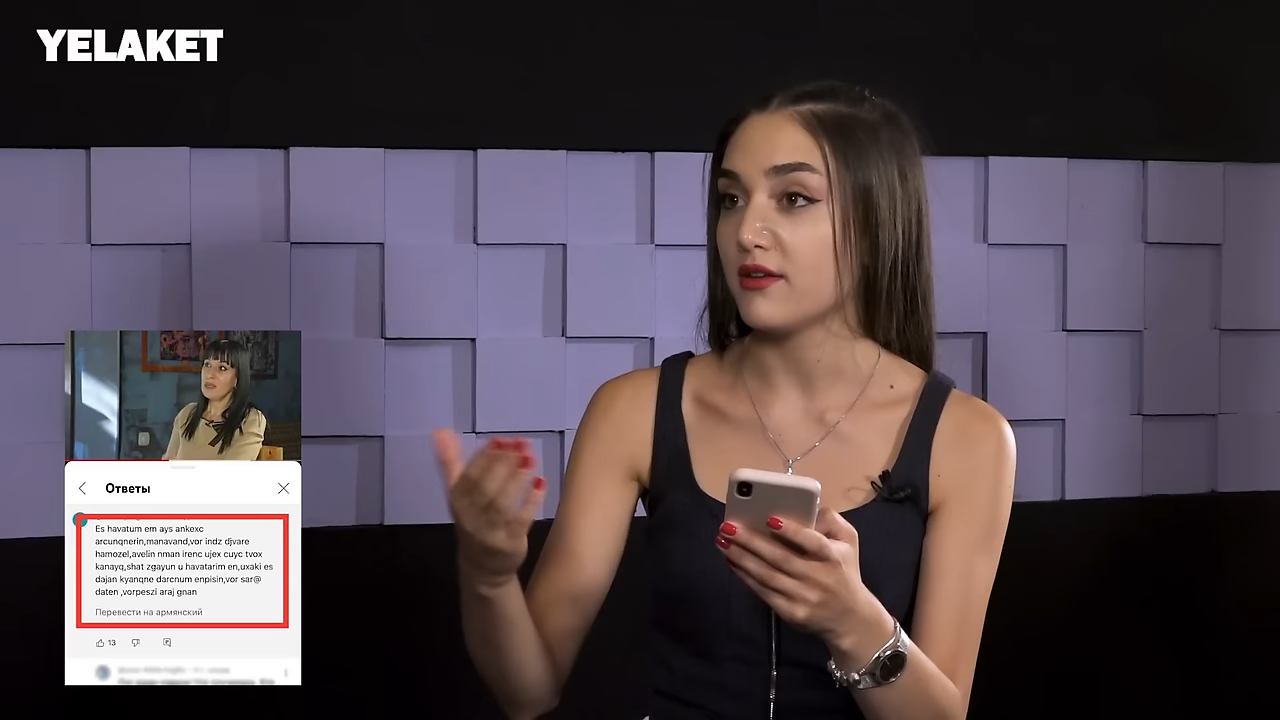 YELAKET
Ответы
Es havatum em ays ankexc
arcunqnerin,manavand,vor indz djvare
hamozel,avelin nman irenc ujex cuyc tvox
kanayq,shat zgayun u havatarim en,uxaki es
dajan kyanqne darcnum enpisin,vor sar@
daten ,vorpeszi araj gnan
Перевести на армянский
13